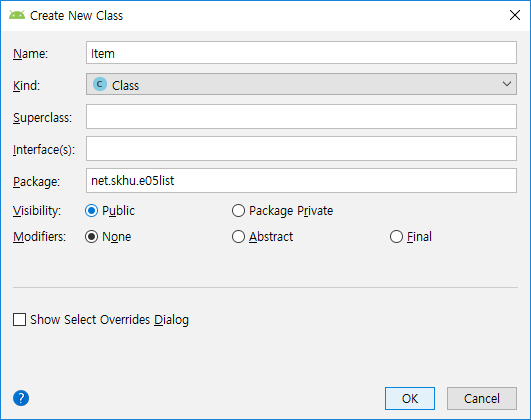 Create New Class
Name: Item
Kind: C Class
Superclass:
Interface(s):
Package: net.skhu.e05list
Visibility: Public Package Private
Modifiers: None Abstract Final
Show Select Overrides Dialog
? OK Cancel